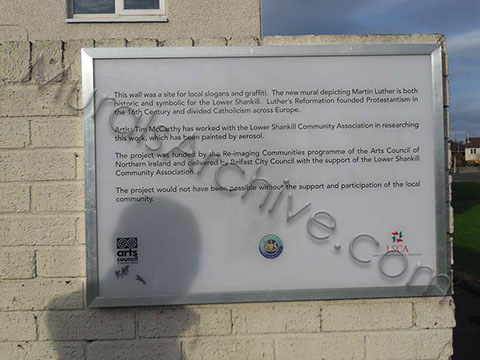 This wall was a site for local slogans and graffiti. The new mural depicting Martin Luther is both
historic and symbolic for the Lower Shankill. Luther's Reformation founded Protestantism in
the 16th Century and divided Catholicism across Europe.
Artist Tim McCarthy has worked with the Lower Shankill Community Association in researching
this work, which has been painted by aerosol.
The project was funded by the Re-imaging Communities programme of the Arts Council of
Northern Ireland and delivered by Belfast City Council with the support of the Lower Shankill
Community Association
The project would not have been possible without the support and participation of the local
community.
arts
council
LSCA
MuralArchive.com